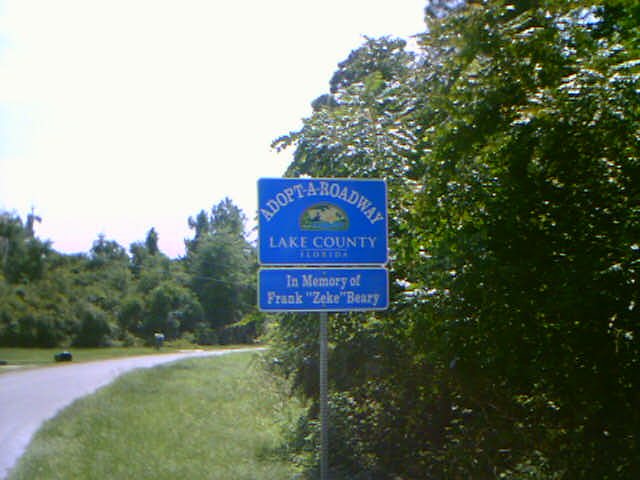 ADOPT-A-ROADWAY
LAKE COUNTY
FLORIDA
In Memory of
Frank "Zeke" Beary